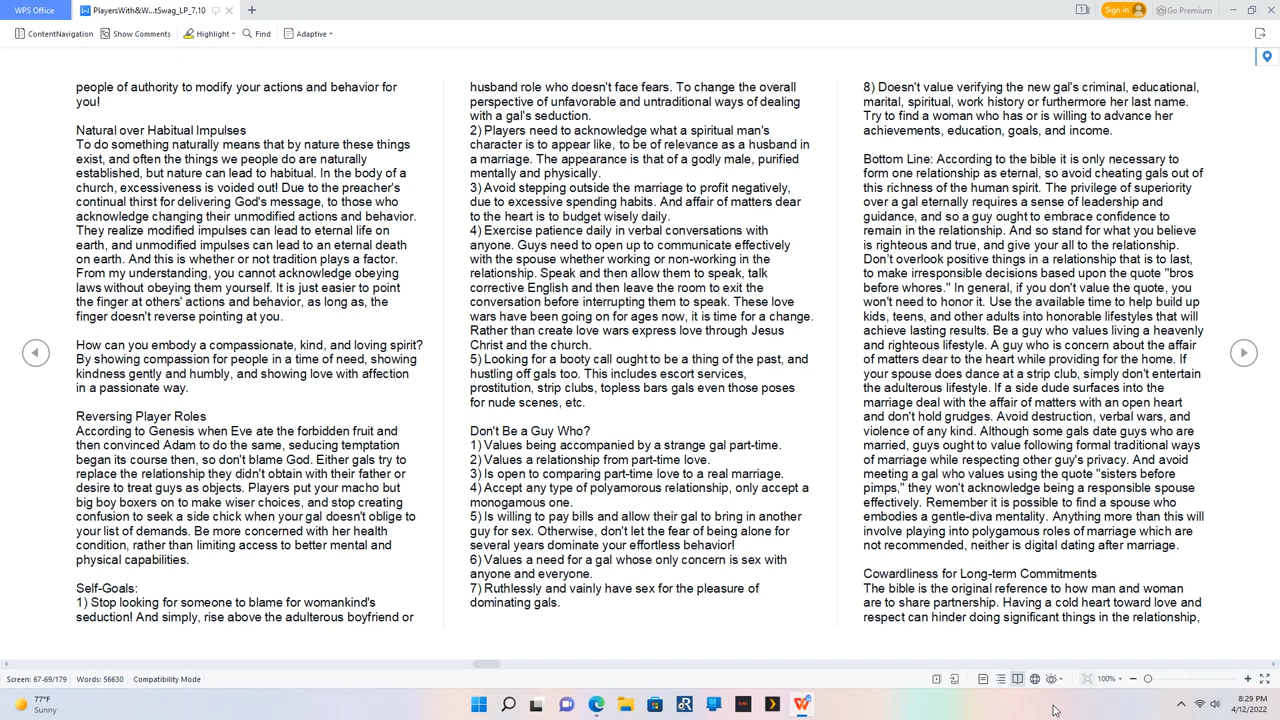 WPS Office
PlayersWith&W...tSwag_LP_7.10
Sign in
Go Premium
ContentNavigation
Show Comments
Highlight
Find
Adaptive
people of authority to modify your actions and behavior for
you!
Natural over Habitual Impulses
To do something naturally means that by nature these things
exist, and often the things we people do are naturally
established, but nature can lead to habitual. In the body of a
church, excessiveness is voided out! Due to the preacher's
continual thirst for delivering God's message, to those who
acknowledge changing their unmodified actions and behavior.
They realize modified impulses can lead to eternal life on
earth, and unmodified impulses can lead to an eternal death
on earth. And this is whether or not tradition plays a factor.
From my understanding, you cannot acknowledge obeying
laws without obeying them yourself. It is just easier to point
the finger at others' actions and behavior, as long as, the
finger doesn't reverse pointing at you.
How can you embody a compassionate, kind, and loving spirit?
By showing compassion for people in a time of need, showing
kindness gently and humbly, and showing love with affection
in a passionate way.
Reversing Player Roles
According to Genesis when Eve ate the forbidden fruit and
then convinced Adam to do the same, seducing temptation
began its course then, so don't blame God. Either gals try to
replace the relationship they didn't obtain with their father or
desire to treat guys as objects. Players put your macho but
big boy boxers on to make wiser choices, and stop creating
confusion to seek a side chick when your gal doesn't oblige to
your list of demands. Be more concerned with her health
condition, rather than limiting access to better mental and
physical capabilities.
Self-Goals:
1) Stop looking for someone to blame for womankind's
seduction! And simply, rise above the adulterous boyfriend or
husband role who doesn't face fears. To change the overall
perspective of unfavorable and untraditional ways of dealing
with a gal's seduction.
2) Players need to acknowledge what a spiritual man's
character is to appear like, to be of relevance as a husband in
a marriage. The appearance is that of a godly male, purified
mentally and physically.
3) Avoid stepping outside the marriage to profit negatively,
due to excessive spending habits. And affair of matters dear
to the heart is to budget wisely daily.
4) Exercise patience daily in verbal conversations with
anyone. Guys need to open up to communicate effectively
with the spouse whether working or non-working in the
relationship. Speak and then allow them to speak, talk
corrective English and then leave the room to exit the
conversation before interrupting them to speak. These love
wars have been going on for ages now, it is time for a change.
Rather than create love wars express love through Jesus
Christ and the church.
5) Looking for a booty call ought to be a thing of the past, and
hustling off gals too. This includes escort services,
prostitution, strip clubs, topless bars gals even those poses
for nude scenes, etc.
Don't Be a Guy Who?
1) Values being accompanied by a strange gal part-time.
2) Values a relationship from part-time love.
3) Is open to comparing part-time love to a real marriage.
4) Accept any type of polyamorous relationship, only accept a
monogamous one.
5) Is willing to pay bills and allow their gal to bring in another
guy for sex. Otherwise, don't let the fear of being alone for
several years dominate your effortless behavior!
6) Values a need for a gal whose only concern is sex with
anyone and everyone.
7) Ruthlessly and vainly have sex for the pleasure of
dominating gals.
8) Doesn't value verifying the new gal's criminal, educational,
marital, spiritual, work history or furthermore her last name.
Try to find a woman who has or is willing to advance her
achievements, education, goals, and income.
Bottom Line: According to the bible it is only necessary to
form one relationship as eternal, so avoid cheating gals out of
this richness of the human spirit. The privilege of superiority
over a gal eternally requires a sense of leadership and
guidance, and so a guy ought to embrace confidence to
remain in the relationship. And so stand for what you believe
is righteous and true, and give your all to the relationship.
Don't overlook positive things in a relationship that is to last,
to make irresponsible decisions based upon the quote "bros
before whores." In general, if you don't value the quote, you
won't need to honor it. Use the available time to help build up
kids, teens, and other adults into honorable lifestyles that will
achieve lasting results. Be a guy who values living a heavenly
and righteous lifestyle. A guy who is concern about the affair
of matters dear to the heart while providing for the home. If
your spouse does dance at a strip club, simply don't entertain
the adulterous lifestyle. If a side dude surfaces into the
marriage deal with the affair of matters with an open heart
and don't hold grudges. Avoid destruction, verbal wars, and
violence of any kind. Although some gals date guys who are
married, guys ought to value following formal traditional ways
of marriage while respecting other guy's privacy. And avoid
meeting a gal who values using the quote "sisters before
pimps," they won't acknowledge being a responsible spouse
effectively. Remember it is possible to find a spouse who
embodies a gentle-diva mentality. Anything more than this will
involve playing into polygamous roles of marriage which are
not recommended, neither is digital dating after marriage.
Cowardliness for Long-term Commitments
The bible is the original reference to how man and woman
are to share partnership. Having a cold heart toward love and
respect can hinder doing significant things in the relationship,
Screen: 67-69/179
Words: 56630
Compatibility Mode
100%
77°F
Sunny
6:29 PM
4/12/2022